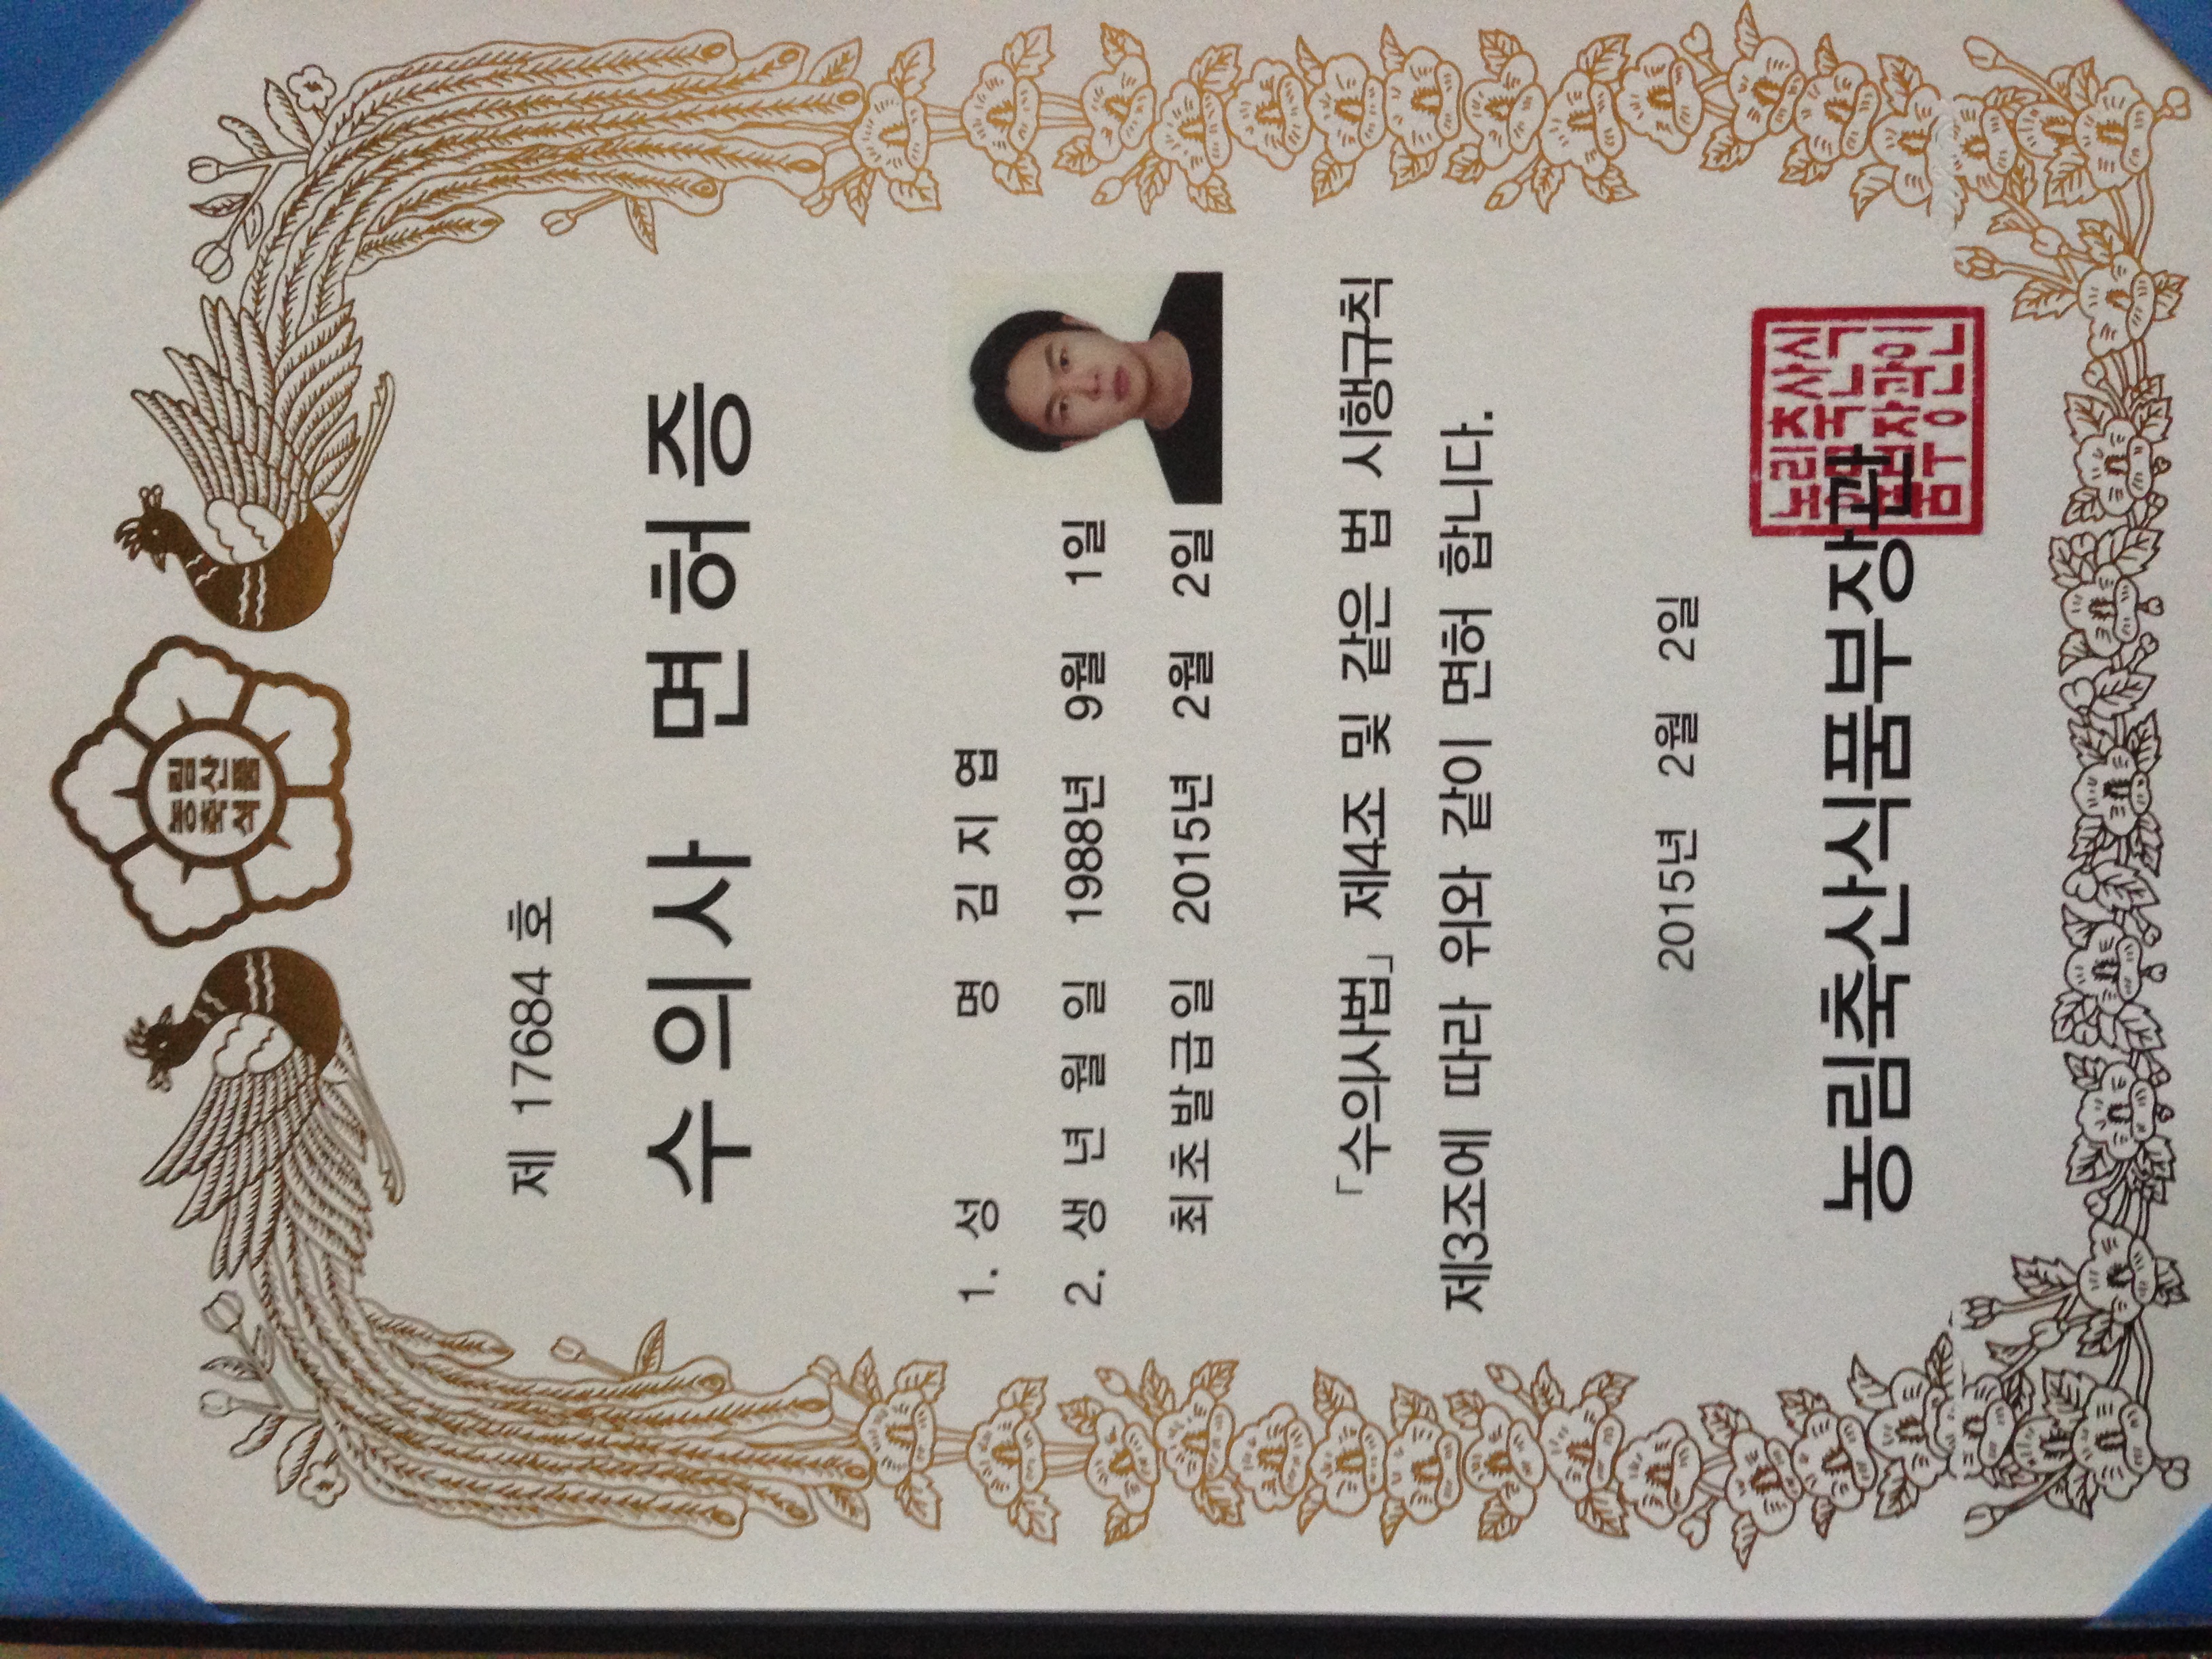 농림
축산
식품
제 17684 호
수의사 면허증
1. 성 명 김 지 엽
2. 생 년 월 일 1988년 9월 1일
최초발급일 2015년 2월 2일
「수의사법」 제4조 및 같은 법 시행규칙
제3조에 따라 위와 같이 면허 합니다.
2015년 2월 2일
농림축산식품부장관
농림축산식
품부장관인